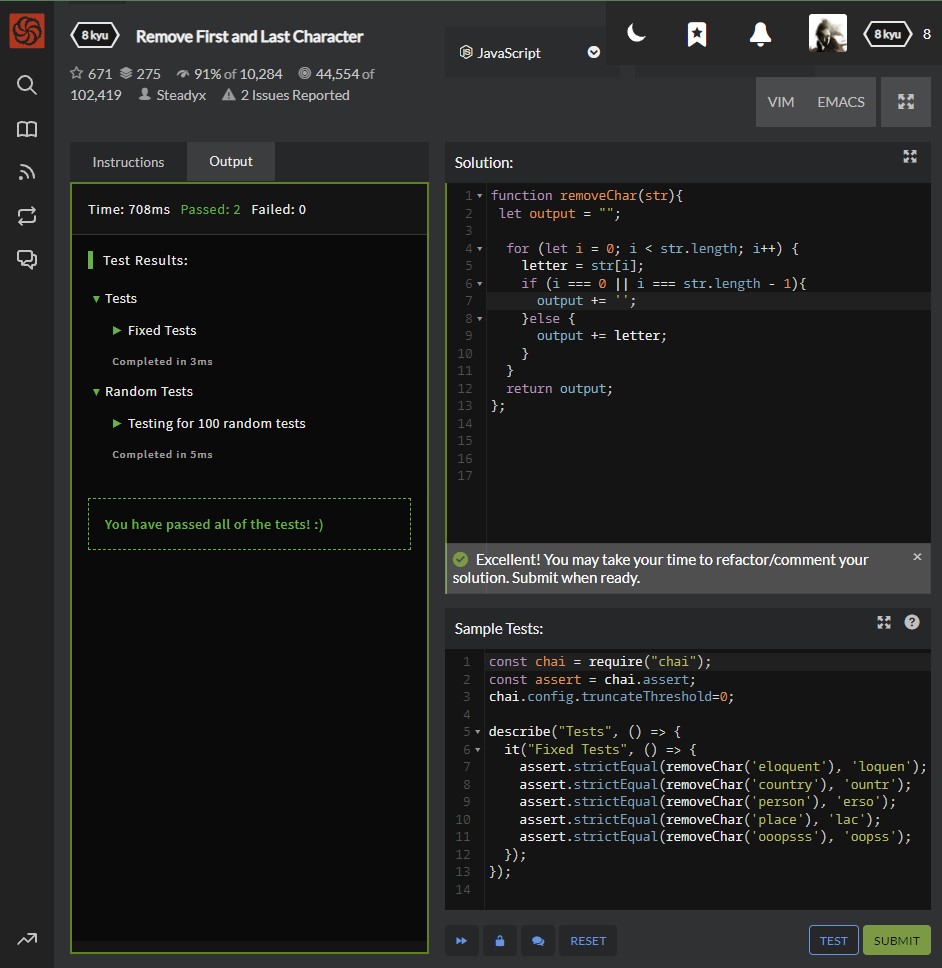 8 kyu
Remove First and Last Character
671 275 91% of 10,284 44,554 of
102,419 Steadyx 2 Issues Reported
JavaScript
8 kyu 8
VIM EMACS
Instructions Output
Time: 708ms Passed: 2 Failed: 0
Test Results:
Tests
Fixed Tests
Completed in 3ms
Random Tests
Testing for 100 random tests
Completed in 5ms
You have passed all of the tests! :)
Solution:
1 function removeChar(str){
2 let output = "";
3
4 for (let i = 0; i < str.length; i++) {
5 letter = str[i];
6 if (i === 0 || i === str.length - 1){
7 output += '';
8 }else {
9 output += letter;
10 }
11 }
12 return output;
13 };
14
15
16
17
Excellent! You may take your time to refactor/comment your
solution. Submit when ready.
×
Sample Tests:
?
1 const chai = require("chai");
2 const assert = chai.assert;
3 chai.config.truncateThreshold=0;
4
5 describe("Tests", () => {
6 it("Fixed Tests", () => {
7 assert.strictEqual(removeChar('eloquent'), 'loquen');
8 assert.strictEqual(removeChar('country'), 'ountr');
9 assert.strictEqual(removeChar('person'), 'erso');
10 assert.strictEqual(removeChar('place'), 'lac');
11 assert.strictEqual(removeChar('ooopsss'), 'oopss');
12 });
13 });
14
RESET TEST SUBMIT